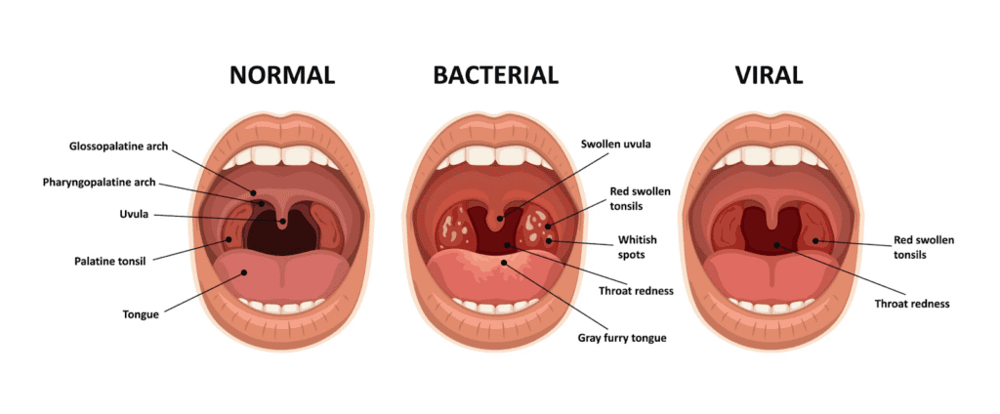 NORMAL
Glossopalatine arch
Pharyngopalatine arch
Uvula
Palatine tonsil
Tongue
BACTERIAL
Swollen uvula
Red swollen
tonsils
Whitish
spots
Throat redness
Gray furry tongue
VIRAL
Red swollen
tonsils
Throat redness